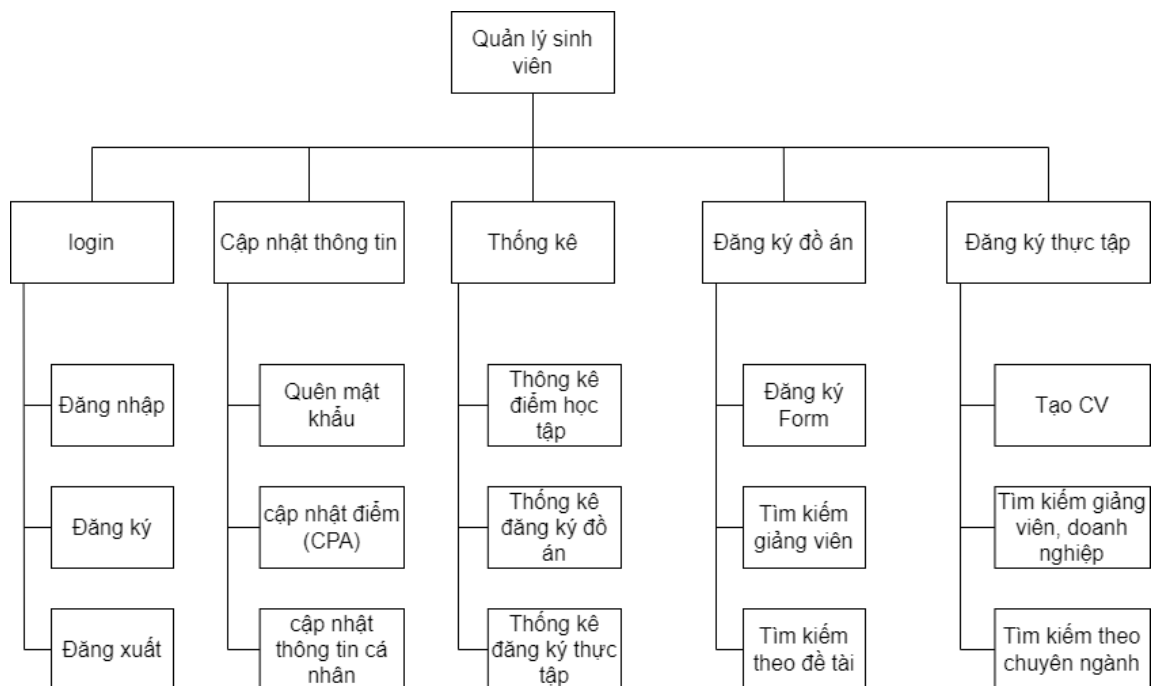 Quản lý sinh
viên
login
Cập nhật thông tin
Thống kê
Đăng ký đồ án
Đăng ký thực tập
Đăng nhập
Quên mật
khẩu
Thông kê
điểm học
tập
Đăng ký
Form
Tạo CV
Đăng ký
cập nhật điểm
(CPA)
Thống kê
đăng ký đồ
án
Tìm kiếm
giảng viên
Tìm kiếm giảng
viên, doanh
nghiệp
Đăng xuất
cập nhật
thông tin cá
nhân
Thống kê
đăng ký thực
tập
Tìm kiếm
theo đề tài
Tìm kiếm theo
chuyên ngành